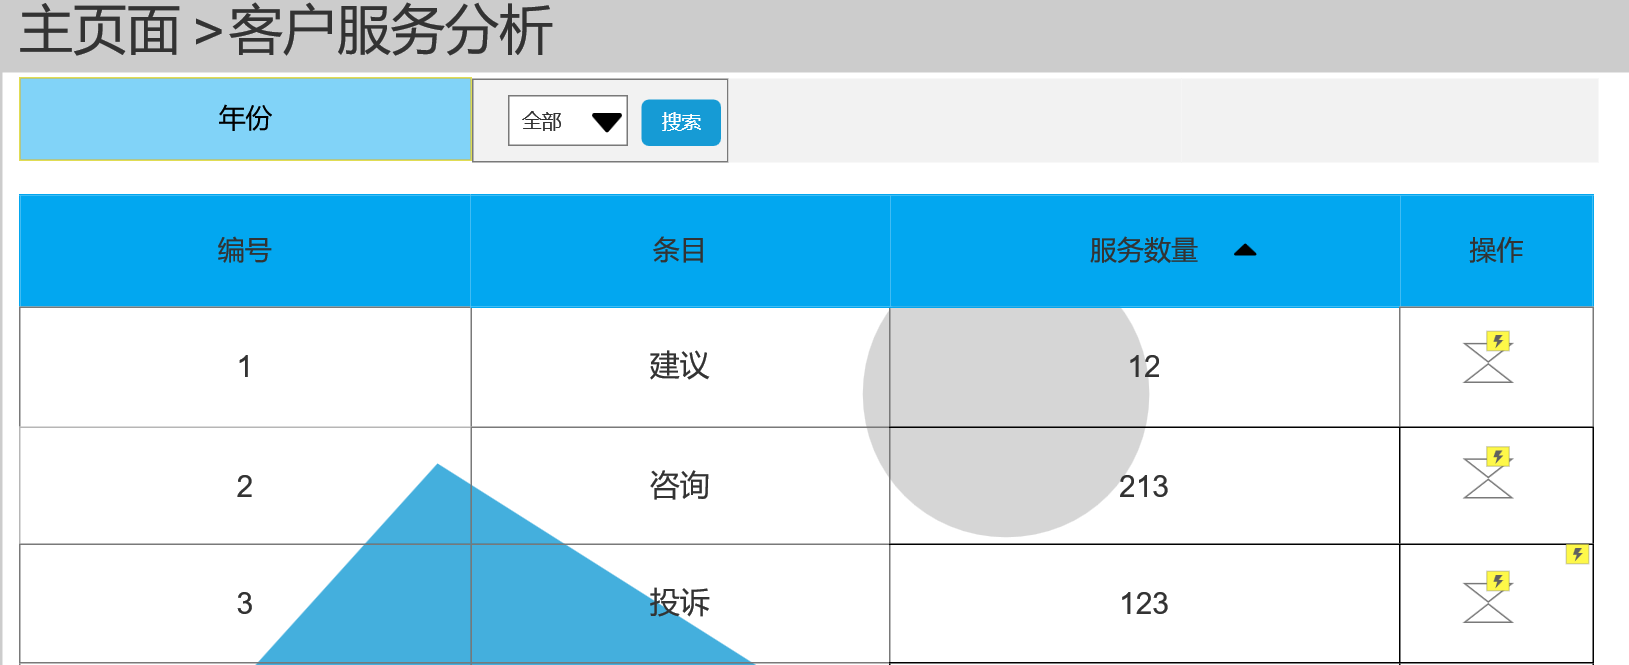 主页面 >客户服务分析
年份 全部 搜索
编号 条目 服务数量 操作
1 建议 12
2 咨询 213
3 投诉 123